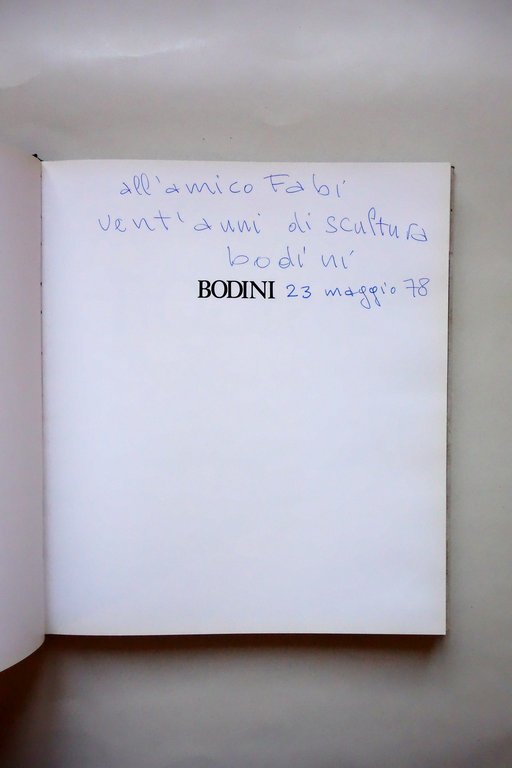 all'amico Fabi
vent'anni di scultura
bodini
BODINI 23 maggio 78